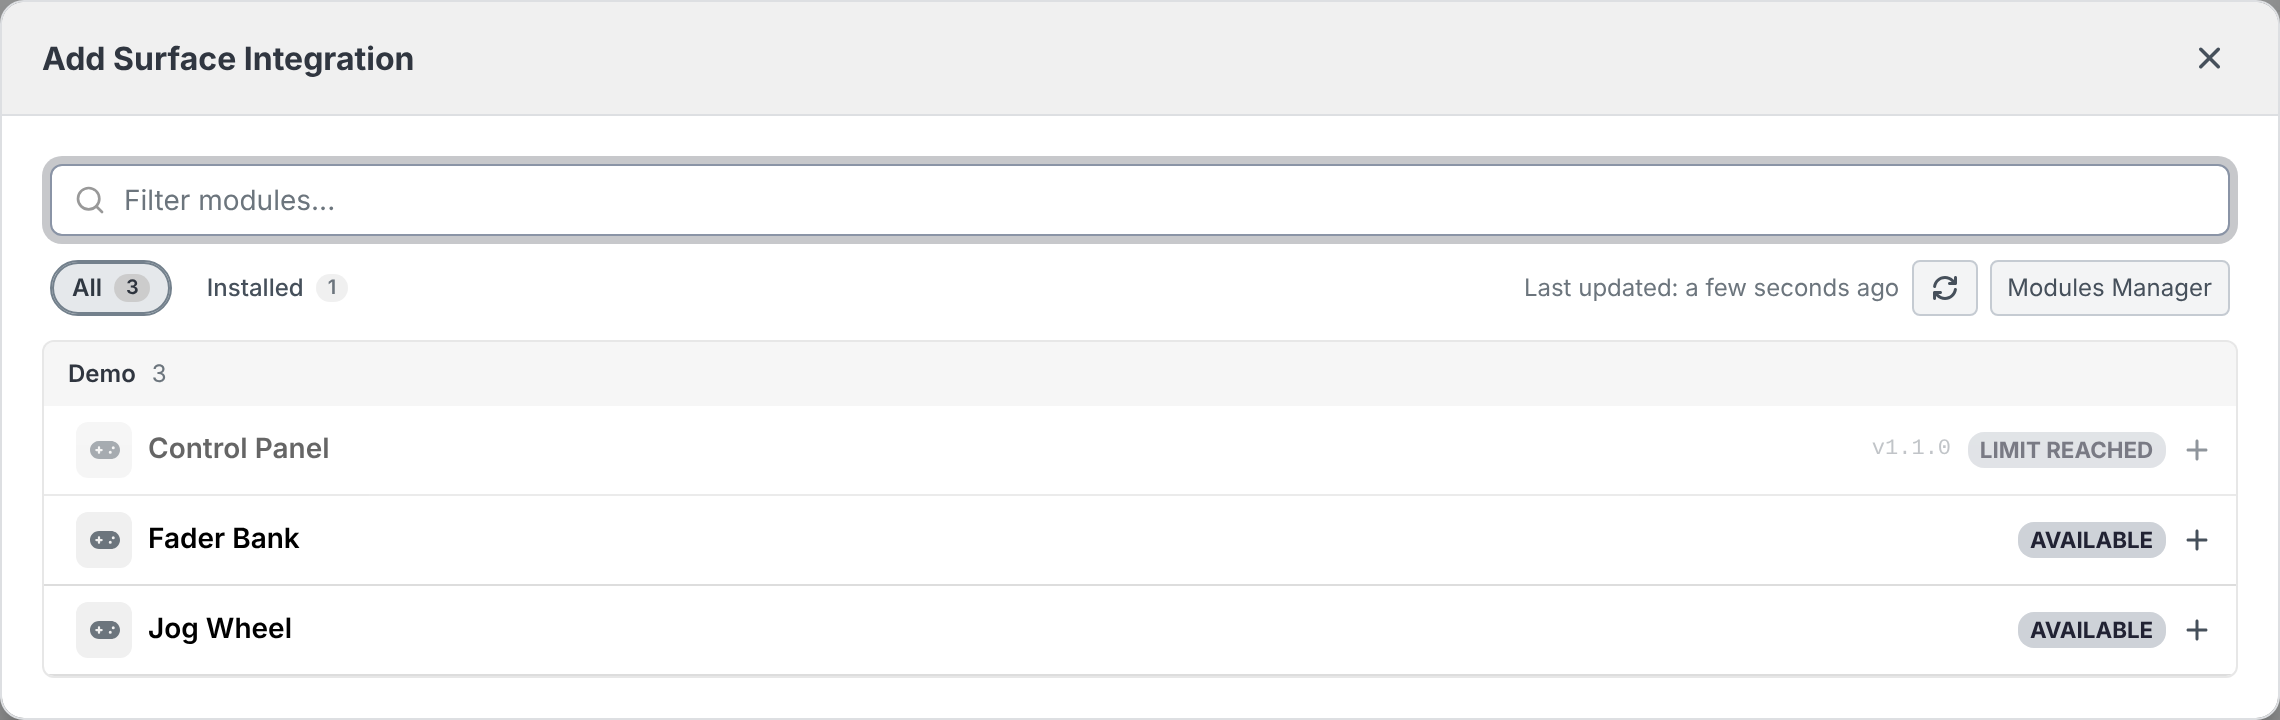 Add Surface Integration
Filter modules...
All 3 Installed 1 Last updated: a few seconds ago Modules Manager
Demo 3
Control Panel v1.1.0 LIMIT REACHED
Fader Bank AVAILABLE
Jog Wheel AVAILABLE